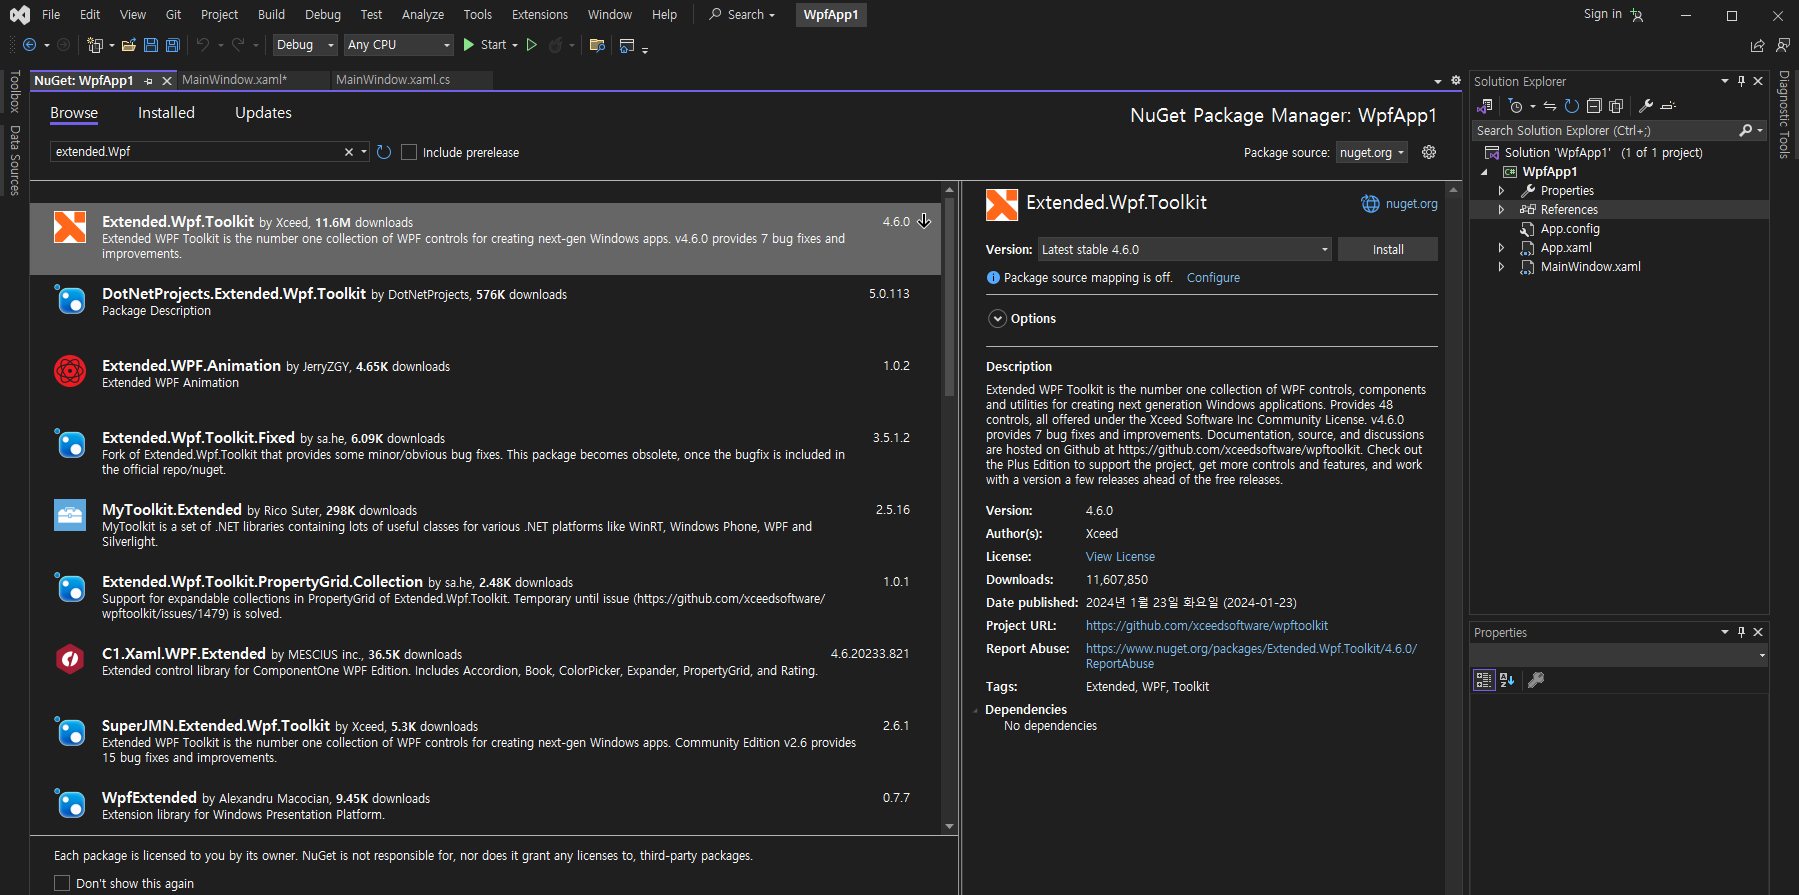 File Edit View Git Project Build Debug Test Analyze Tools Extensions Window Help Search WpfApp1 Sign in
Debug Any CPU Start
Toolbox
Data Sources
NuGet: WpfApp1 MainWindow.xaml* MainWindow.xaml.cs
Browse Installed Updates
NuGet Package Manager: WpfApp1
extended.Wpf Include prerelease
Package source: nuget.org
Extended.Wpf.Toolkit by Xceed, 11.6M downloads 4.6.0
Extended WPF Toolkit is the number one collection of WPF controls for creating next-gen Windows apps. v4.6.0 provides 7 bug fixes and
improvements.
DotNetProjects.Extended.Wpf.Toolkit by DotNetProjects, 576K downloads 5.0.113
Package Description
Extended.WPF.Animation by JerryZGY, 4.65K downloads 1.0.2
Extended WPF Animation
Extended.Wpf.Toolkit.Fixed by sa.he, 6.09K downloads 3.5.1.2
Fork of Extended.Wpf.Toolkit that provides some minor/obvious bug fixes. This package becomes obsolete, once the bugfix is included in
the official repo/nuget.
MyToolkit.Extended by Rico Suter, 298K downloads 2.5.16
MyToolkit is a set of .NET libraries containing lots of useful classes for various .NET platforms like WinRT, Windows Phone, WPF and
Silverlight.
Extended.Wpf.Toolkit.PropertyGrid.Collection by sa.he, 2.48K downloads 1.0.1
Support for expandable collections in PropertyGrid of Extended.Wpf.Toolkit. Temporary until issue (https://github.com/xceedsoftware/
wpftoolkit/issues/1479) is solved.
C1.Xaml.WPF.Extended by MESCIUS inc., 36.5K downloads 4.6.20233.821
Extended control library for ComponentOne WPF Edition. Includes Accordion, Book, ColorPicker, Expander, PropertyGrid, and Rating.
SuperJMN.Extended.Wpf.Toolkit by Xceed, 5.3K downloads 2.6.1
Extended WPF Toolkit is the number one collection of WPF controls for creating next-gen Windows apps. Community Edition v2.6 provides
15 bug fixes and improvements.
WpfExtended by Alexandru Macocian, 9.45K downloads 0.7.7
Extension library for Windows Presentation Platform.
Each package is licensed to you by its owner. NuGet is not responsible for, nor does it grant any licenses to, third-party packages.
Don't show this again
Extended.Wpf.Toolkit nuget.org
Version: Latest stable 4.6.0 Install
Package source mapping is off. Configure
Options
Description
Extended WPF Toolkit is the number one collection of WPF controls, components
and utilities for creating next generation Windows applications. Provides 48
controls, all offered under the Xceed Software Inc Community License. v4.6.0
provides 7 bug fixes and improvements. Documentation, source, and discussions
are hosted on Github at https://github.com/xceedsoftware/wpftoolkit. Check out
the Plus Edition to support the project, get more controls and features, and work
with a version a few releases ahead of the free releases.
Version: 4.6.0
Author(s): Xceed
License: View License
Downloads: 11,607,850
Date published: 2024년 1월 23일 화요일 (2024-01-23)
Project URL: https://github.com/xceedsoftware/wpftoolkit
Report Abuse: https://www.nuget.org/packages/Extended.Wpf.Toolkit/4.6.0/
ReportAbuse
Tags: Extended, WPF, Toolkit
Dependencies
No dependencies
Solution Explorer
Search Solution Explorer (Ctrl+;)
Solution 'WpfApp1' (1 of 1 project)
C# WpfApp1
Properties
References
App.config
App.xaml
MainWindow.xaml
Properties
Diagnostic Tools